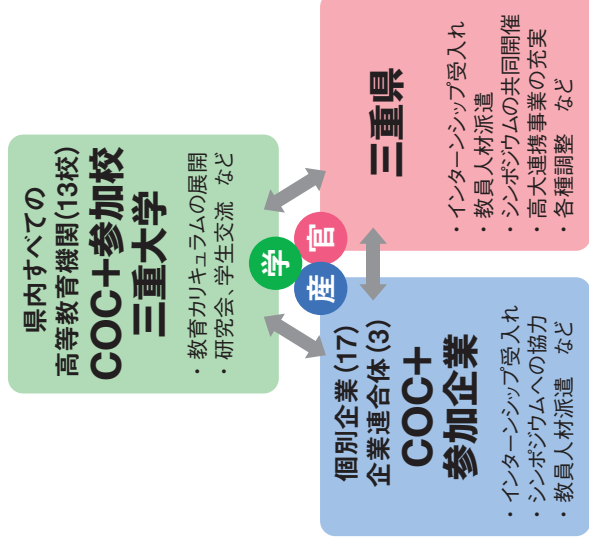 県内すべての
高等教育機関(13校)
COC+参加校
三重大学
・教育カリキュラムの展開
・研究会、学生交流 など
学
産
官
個別企業(17)
企業連合体(3)
COC+
参加企業
・インターンシップ受入れ
・シンポジウムへの協力
・教員人材派遣 など
三重県
・インターンシップ受入れ
・教員人材派遣
・シンポジウムの共同開催
・高大連携事業の充実
・各種調整 など